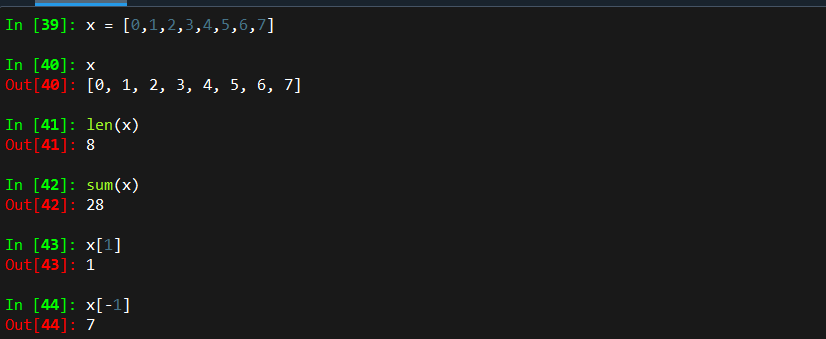 In [39]: x = [0,1,2,3,4,5,6,7]
In [40]: x
Out[40]: [0, 1, 2, 3, 4, 5, 6, 7]
In [41]: len(x)
Out[41]: 8
In [42]: sum(x)
Out[42]: 28
In [43]: x[1]
Out[43]: 1
In [44]: x[-1]
Out[44]: 7